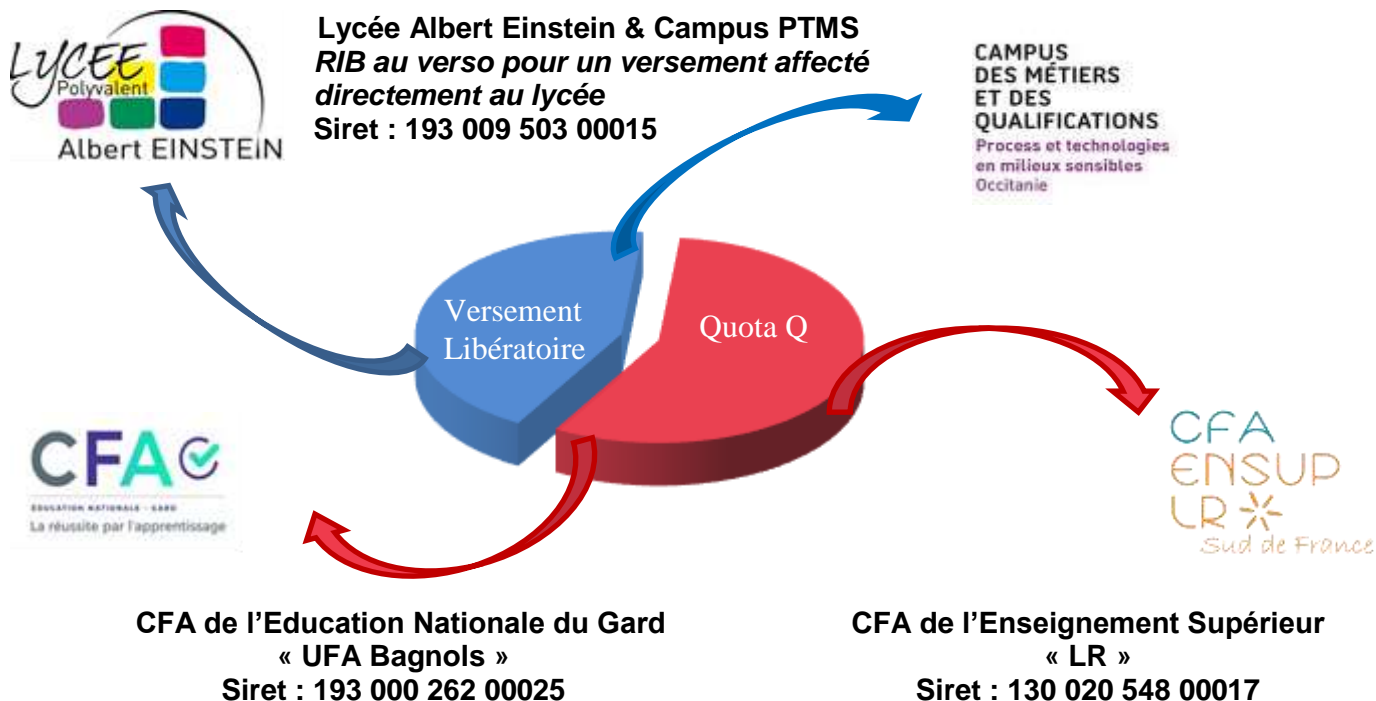 LYCEE
Polyvalent
Albert EINSTEIN
Lycée Albert Einstein & Campus PTMS
RIB au verso pour un versement affecté
directement au lycée
Siret : 193 009 503 00015
CAMPUS
DES MÉTIERS
ET DES
QUALIFICATIONS
Process et technologies
en milieux sensibles
Occitanie
Versement
Libératoire
Quota Q
CFA
EDUCATION NATIONALE - GARD
La réussite par l'apprentissage
CFA
ENSUP
LR
Sud de France
CFA de l’Education Nationale du Gard
« UFA Bagnols »
Siret : 193 000 262 00025
CFA de l’Enseignement Supérieur
« LR »
Siret : 130 020 548 00017